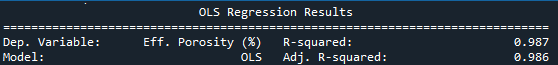 OLS Regression Results
==============================================================================
Dep. Variable: Eff. Porosity (%) R-squared: 0.987
Model: OLS Adj. R-squared: 0.986